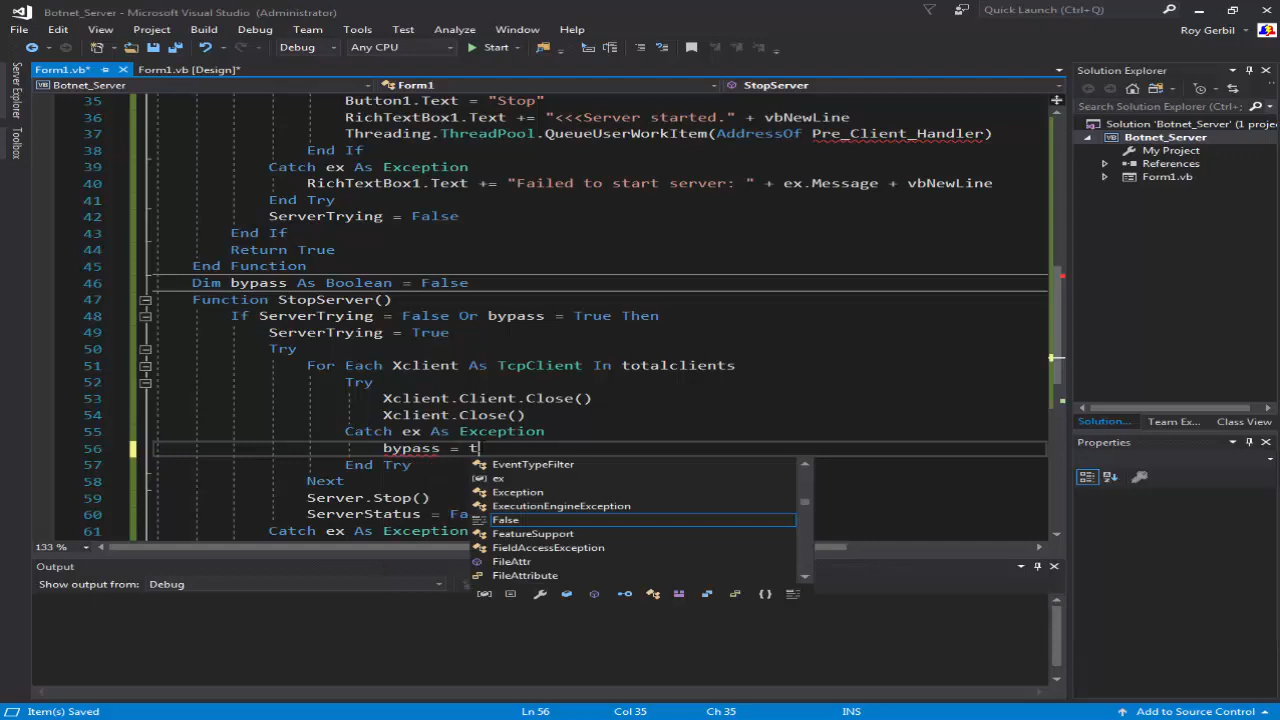 Botnet_Server - Microsoft Visual Studio (Administrator)
Quick Launch (Ctrl+Q)
File Edit View Project Build Debug Team Tools Test Analyze Window Help
Roy Gerbil
Debug Any CPU Start
Form1.vb* Form1.vb [Design]*
Botnet_Server Form1 StopServer
Server Explorer
Toolbox
35 Button1.Text = "Stop"
36 RichTextBox1.Text += "<<<Server started." + vbNewLine
37 Threading.ThreadPool.QueueUserWorkItem(AddressOf Pre_Client_Handler)
38 End If
39 Catch ex As Exception
40 RichTextBox1.Text += "Failed to start server: " + ex.Message + vbNewLine
41 End Try
42 ServerTrying = False
43 End If
44 Return True
45 End Function
46 Dim bypass As Boolean = False
47 Function StopServer()
48 If ServerTrying = False Or bypass = True Then
49 ServerTrying = True
50 Try
51 For Each Xclient As TcpClient In totalclients
52 Try
53 Xclient.Client.Close()
54 Xclient.Close()
55 Catch ex As Exception
56 bypass = t
57 End Try
58 Next
59 Server.Stop()
60 ServerStatus = Fa
61 Catch ex As Exception
EventTypeFilter
ex
Exception
ExecutionEngineException
False
FeatureSupport
FieldAccessException
FileAttr
FileAttribute
133 %
Output
Show output from: Debug
Solution Explorer
Search Solution Explorer (Ctrl+;
Solution 'Botnet_Server' (1 proje
Botnet_Server
My Project
References
Form1.vb
Solution... Team Ex... Class View
Properties
Item(s) Saved Ln 56 Col 35 Ch 35 INS Add to Source Control